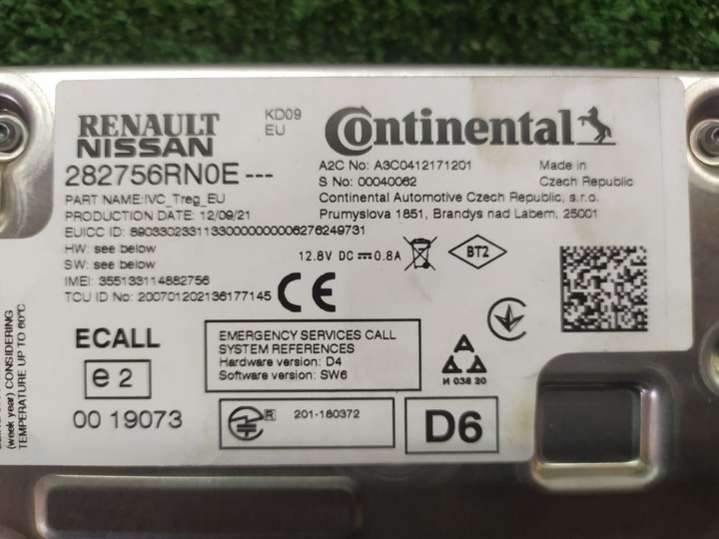 RENAULT
NISSAN
KD09
EU
Continental
282756RN0E---
A2C No: A3C0412171201
Made in
S No: 00040062
Czech Republic
PART NAME:IVC_Treg_EU
Continental Automotive Czech Republic, s.r.o.
PRODUCTION DATE: 12/09/21
Prumyslova 1851, Brandys nad Labem, 25001
EUICC ID: 89033023311330000000006276249731
HW: see below
12.8V DC 0.8A
BT2
SW: see below
IMEI: 355133114882756
TCU ID No: 200701202136177145
CE
ECALL
EMERGENCY SERVICES CALL
SYSTEM REFERENCES
Hardware version: D4
Software version: SW6
e2
И 038 20
00 19073
R
201-180372
D6
(week year) CONSIDERING
TEMPERATURE UP TO 60°C